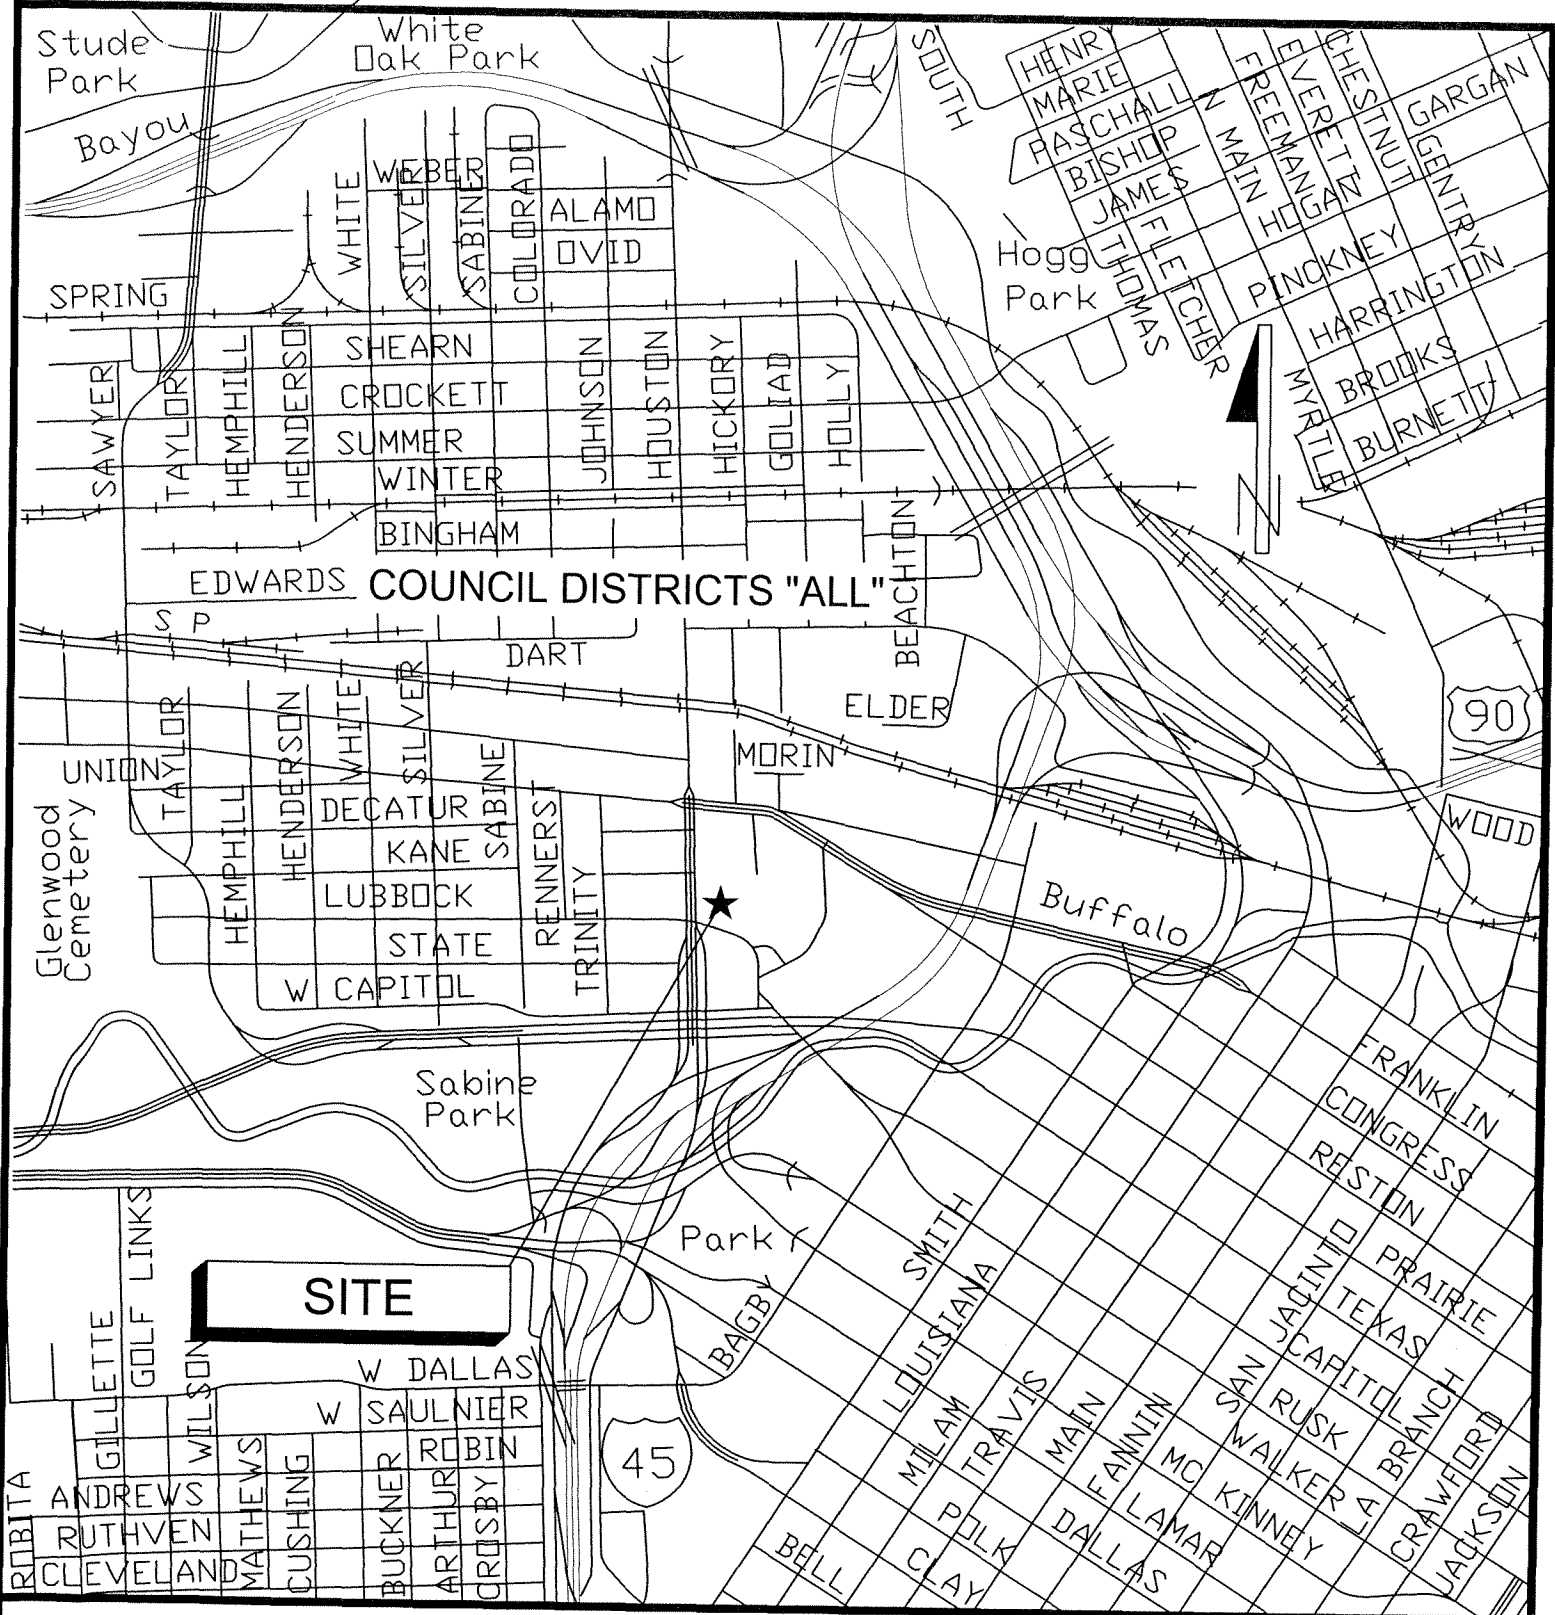 Stude
Park
White
Oak Park
Bayou
SOUTH
HENRY
MARIE
PASCHALL
BISHOP
JAMES
THOMAS
FLETCHER
N MAIN
FREEMAN
EVERETT
CHESTNUT
GARGAN
GENTRY
HOGAN
PINCKNEY
HARRINGTON
BROOKS
BURNETT
MYRTLE
Hogg
Park
WEBER
WHITE
SILVER
SABINE
COLORADO
ALAMO
OVID
SPRING
SHEARN
CROCKETT
SUMMER
WINTER
BINGHAM
SAWYER
TAYLOR
HEMPHILL
HENDERSON
JOHNSON
HOUSTON
HICKORY
GOLIAD
HOLLY
BEACHTON
N
EDWARDS
COUNCIL DISTRICTS "ALL"
S P
DART
ELDER
MORIN
90
UNION
TAYLOR
HENDERSON
WHITE
SILVER
SABINE
DECATUR
KANE
LUBBOCK
STATE
W CAPITOL
HEMPHILL
RENNERST
TRINITY
Glenwood
Cemetery
WOOD
Buffalo
Sabine
Park
Park
SITE
GOLF LINKS
GILLETTE
WILSON
W DALLAS
W SAULNIER
ROBIN
ANDREWS
RUTHVEN
CLEVELAND
ROBITA
MATHEWS
CUSHING
BUCKNER
ARTHUR
CROSBY
45
BAGBY
SMITH
LOUISIANA
MILAM
TRAVIS
MAIN
FANNIN
SAN JACINTO
FRANKLIN
CONGRESS
RESTON
PRAIRIE
TEXAS
CAPITOL
RUSK
WALKER
MC KINNEY
LAMAR
DALLAS
POLK
CLAY
BELL
LA BRANCH
CRAWFORD
JACKSON